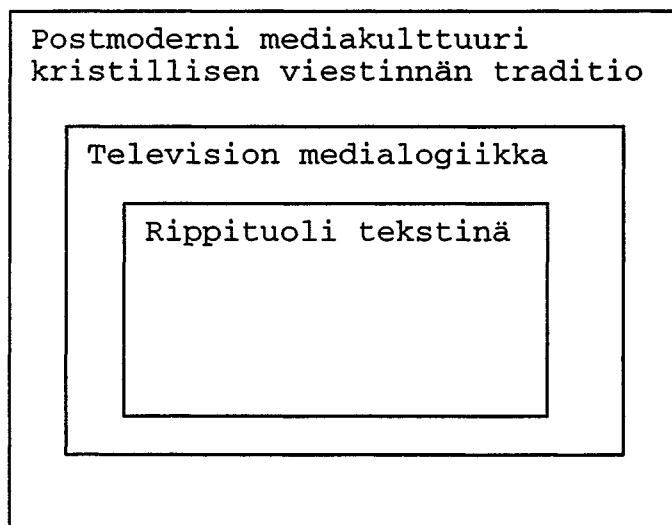 Postmoderni mediakulttuuri
kristillisen viestinnän traditio
Television medialogiikka
Rippituoli tekstinä